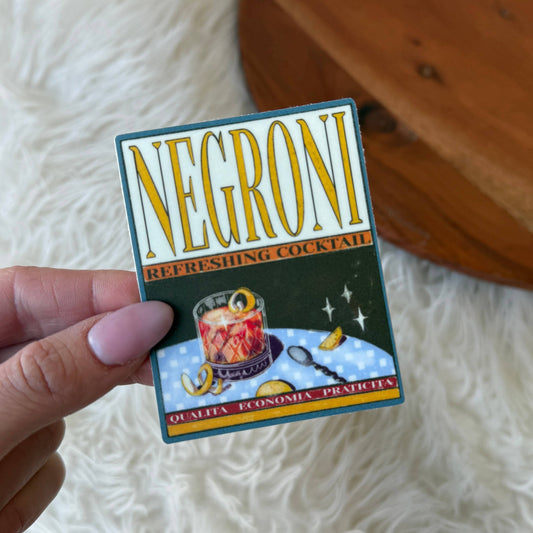 NEGRONI
REFRESHING COCKTAIL
QUALITA ECONOMIA PRATICITA